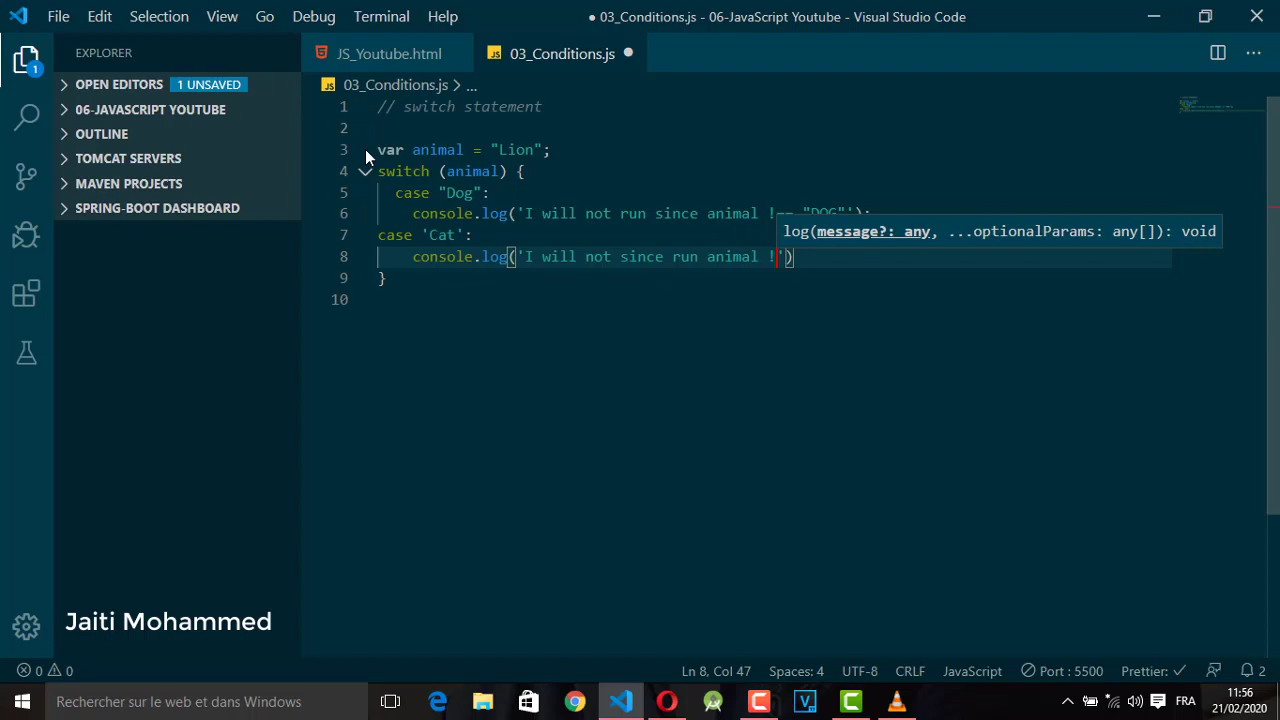 File Edit Selection View Go Debug Terminal Help ● 03_Conditions.js - 06-JavaScript Youtube - Visual Studio Code
EXPLORER
JS_Youtube.html
JS 03_Conditions.js
OPEN EDITORS 1 UNSAVED
06-JAVASCRIPT YOUTUBE
OUTLINE
TOMCAT SERVERS
MAVEN PROJECTS
SPRING-BOOT DASHBOARD
1
JS 03_Conditions.js > ...
1 // switch statement
2
3 var animal = "Lion";
4 switch (animal) {
5 case "Dog":
6 console.log('I will not run since animal !== "DOG"');
7 case 'Cat':
log(message?: any, ...optionalParams: any[]): void
8 console.log('I will not since run animal !')
9 }
10
Jaiti Mohammed
0 0
Ln 8, Col 47 Spaces: 4 UTF-8 CRLF JavaScript Port : 5500 Prettier: ✓ 2
Rechercher sur le web et dans Windows
FRA
11:56
21/02/2020